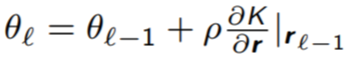 θ_ℓ = θ_{ℓ−1} + ρ ∂K/∂r |_{r_{ℓ−1}}